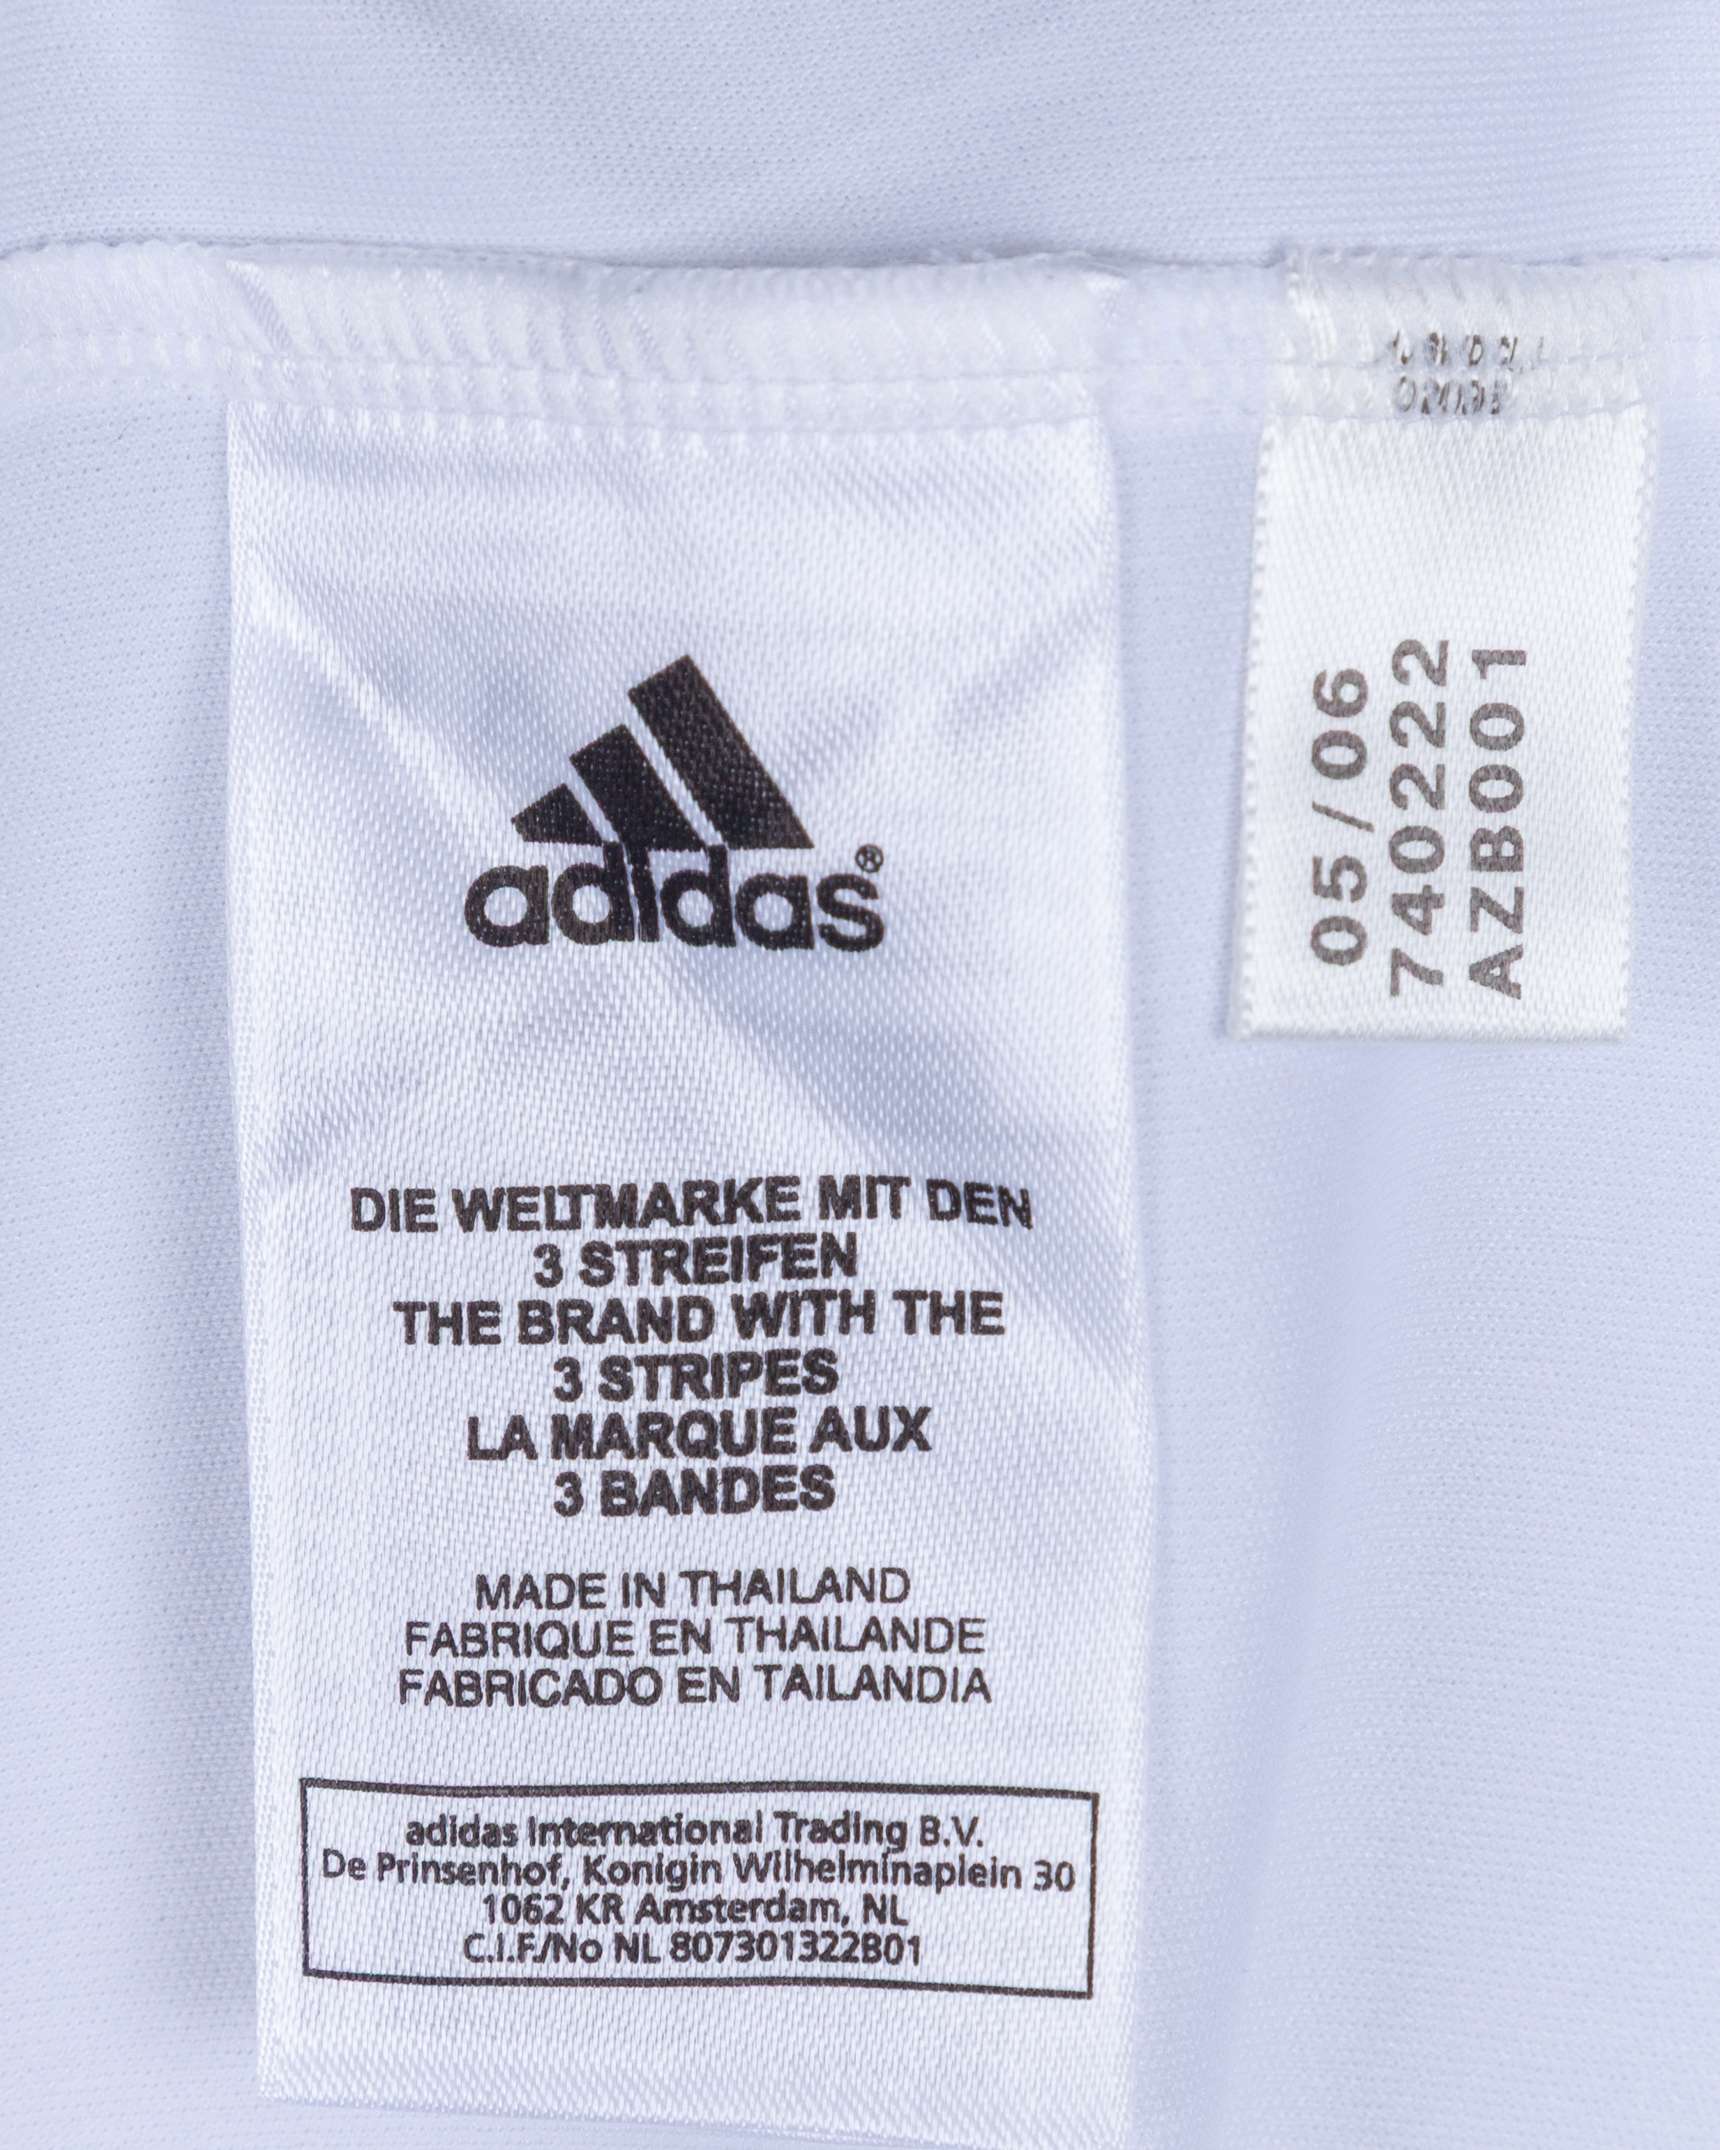 adidas®
DIE WELTMARKE MIT DEN
3 STREIFEN
THE BRAND WITH THE
3 STRIPES
LA MARQUE AUX
3 BANDES
MADE IN THAILAND
FABRIQUE EN THAILANDE
FABRICADO EN TAILANDIA
adidas International Trading B.V.
De Prinsenhof, Konigin Wilhelminaplein 30
1062 KR Amsterdam, NL
C.I.F./No NL 807301322B01
05/06
740222
AZB001